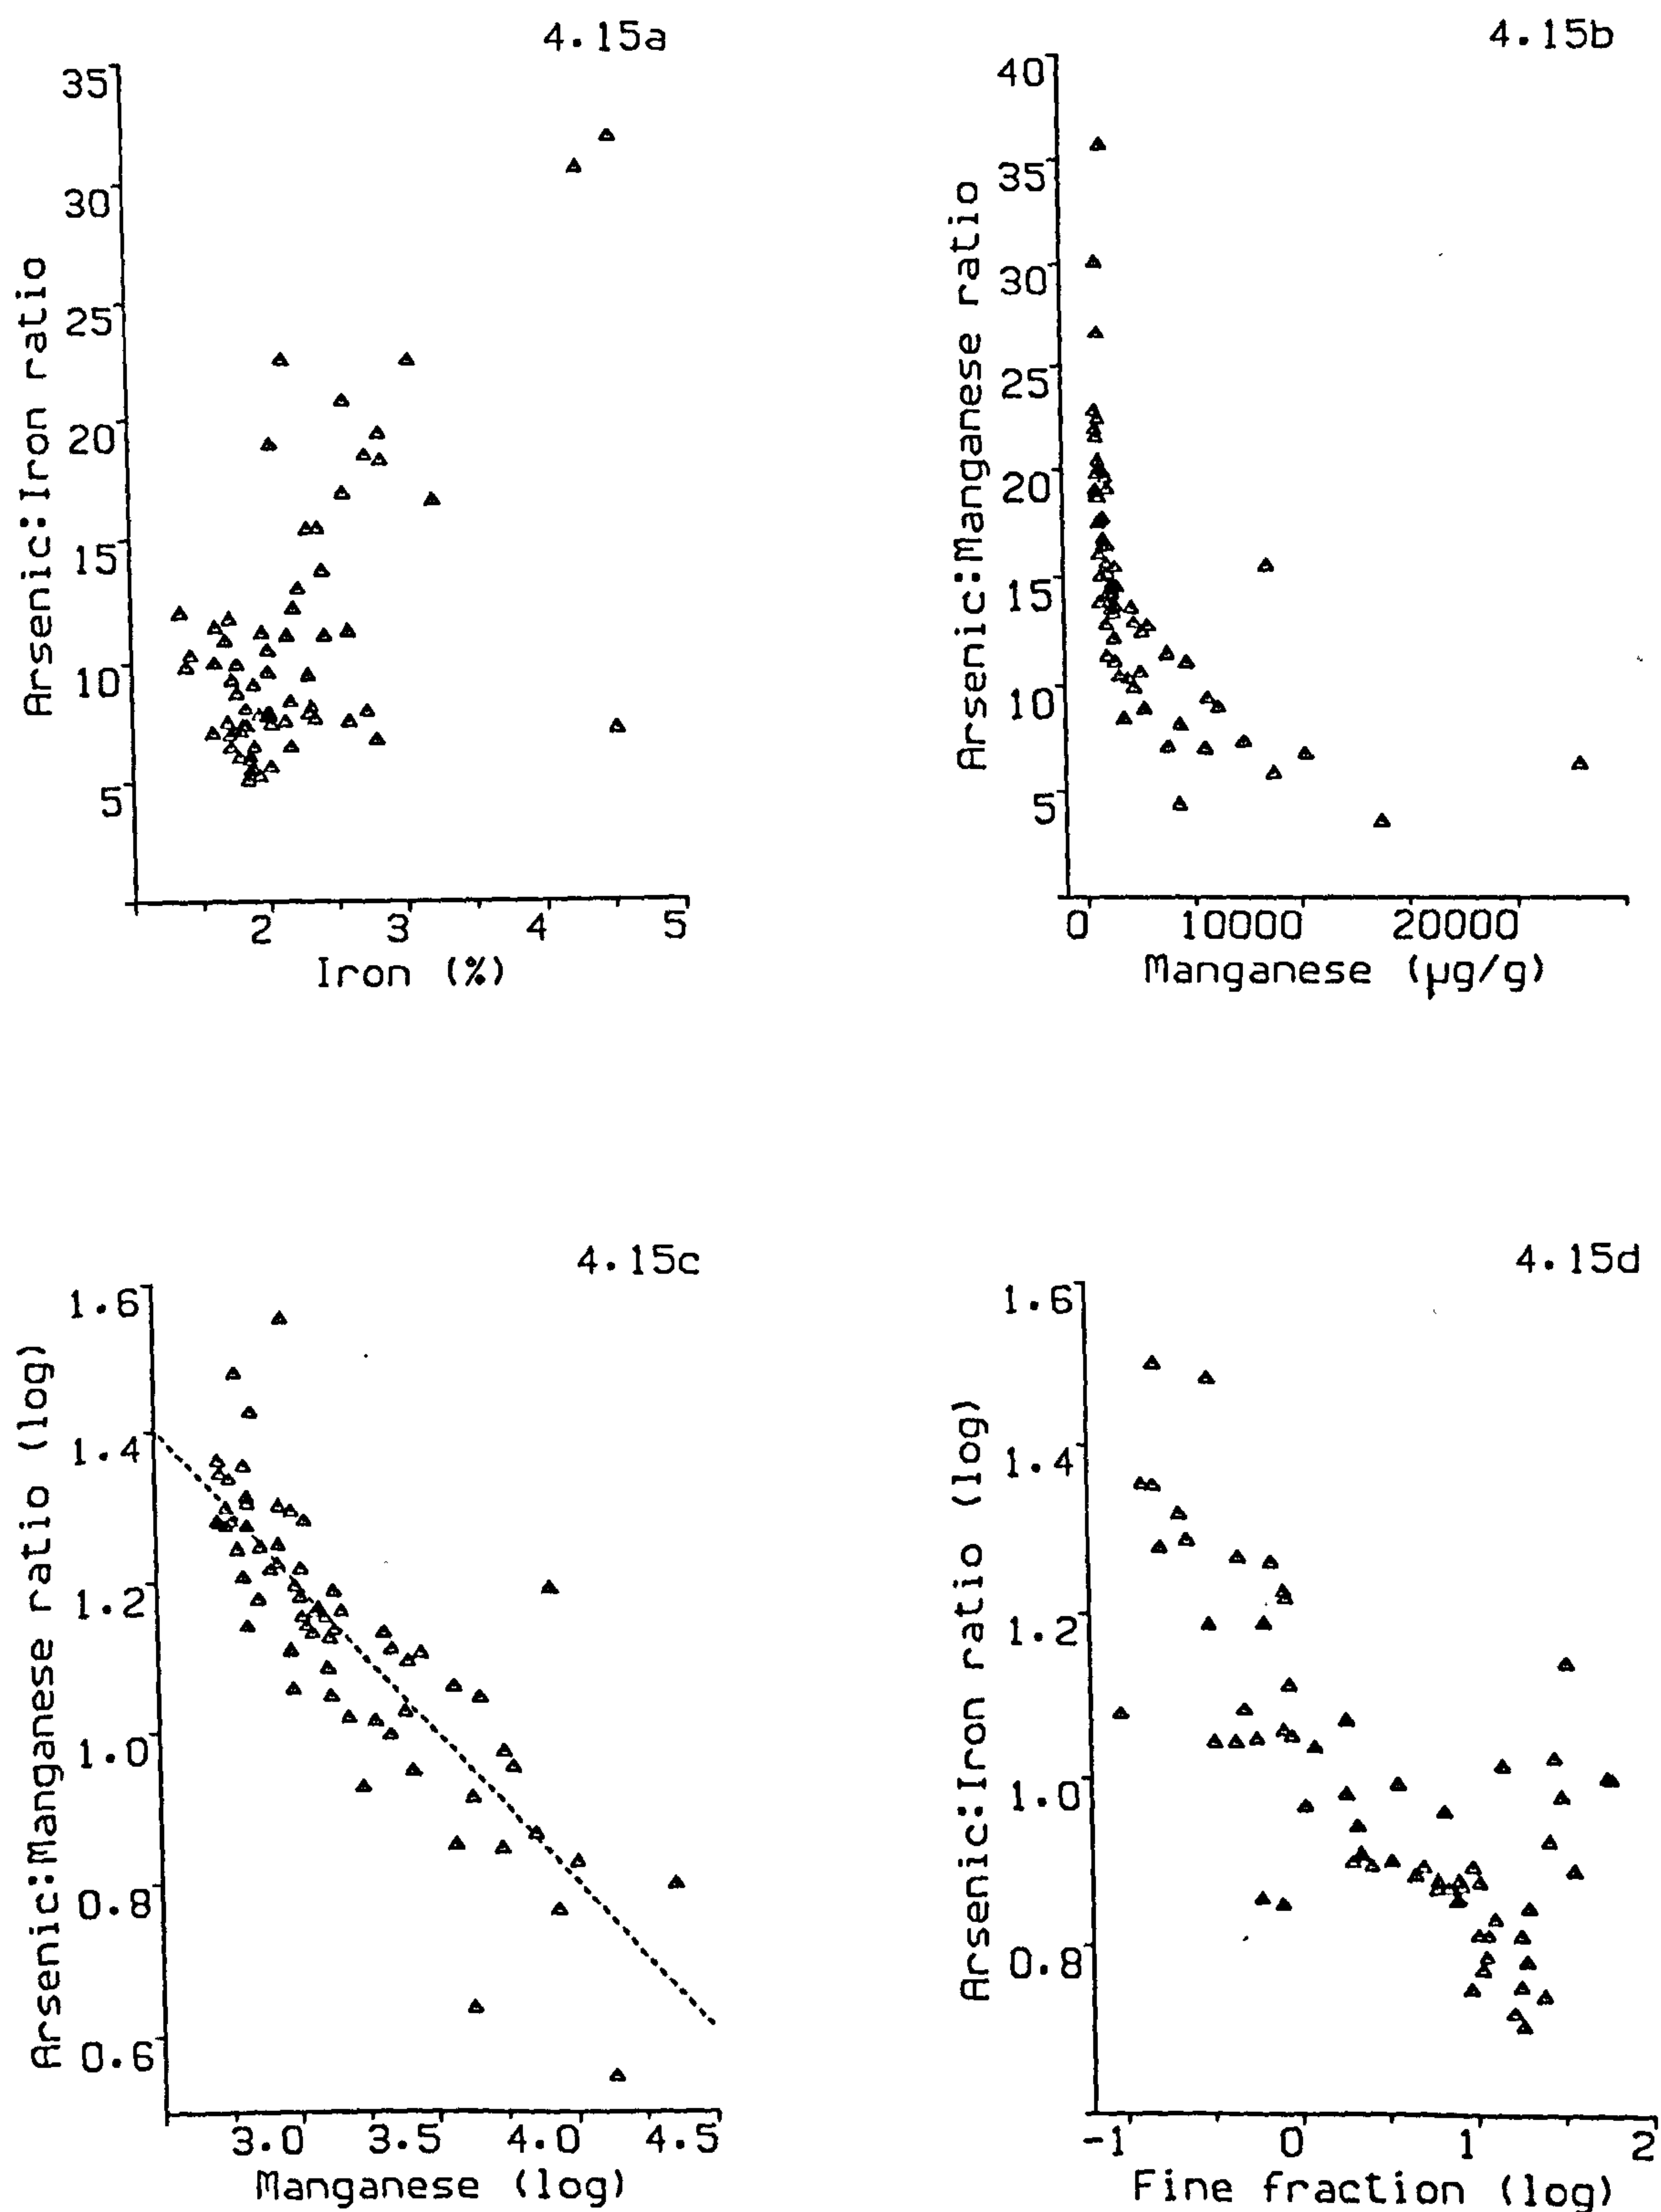 4.15a
35
30
25
20
15
10
5
Arsenic:Iron ratio
2 3 4 5
Iron (%)
4.15b
40
35
30
25
20
15
10
5
Arsenic:Manganese ratio
0 10000 20000
Manganese (µg/g)
4.15c
1.6
1.4
1.2
1.0
0.8
0.6
Arsenic:Manganese ratio (log)
3.0 3.5 4.0 4.5
Manganese (log)
4.15d
1.6
1.4
1.2
1.0
0.8
Arsenic:Iron ratio (log)
-1 0 1 2
Fine fraction (log)